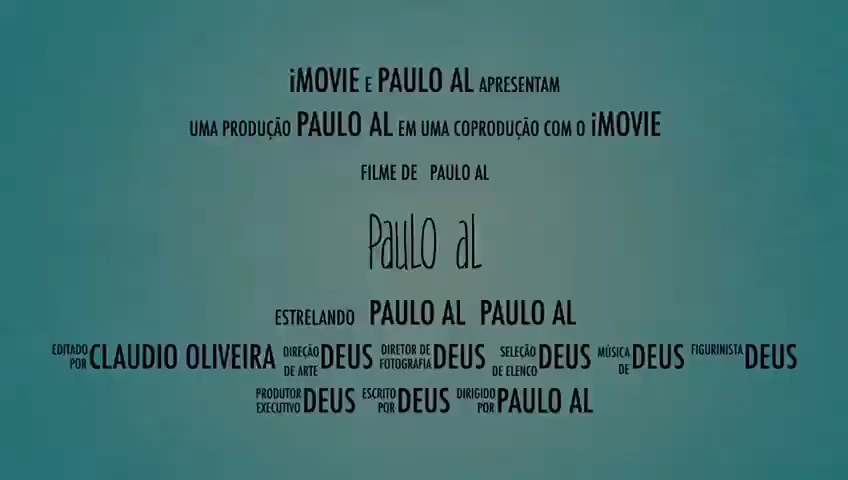 iMOVIE E PAULO AL APRESENTAM
UMA PRODUÇÃO PAULO AL EM UMA COPRODUÇÃO COM O iMOVIE
FILME DE PAULO AL
PauLo aL
ESTRELANDO PAULO AL PAULO AL
EDITADO POR CLAUDIO OLIVEIRA DIREÇÃO DE ARTE DEUS DIRETOR DE FOTOGRAFIA DEUS SELEÇÃO DE ELENCO DEUS MÚSICA DE DEUS FIGURINISTA DEUS
PRODUTOR EXECUTIVO DEUS ESCRITO POR DEUS DIRIGIDO POR PAULO AL